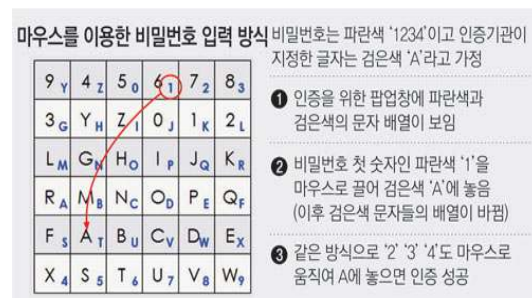 마우스를 이용한 비밀번호 입력 방식
비밀번호는 파란색 '1234'이고 인증기관이
지정한 글자는 검은색 'A'라고 가정
9 Y 4 Z 5 0 6 1 7 2 8 3
3 G Y H Z I 0 J 1 K 2 L
L M G N H O I P J Q K R
R A M B N C O D P E Q F
F S A T B U C V D W E X
X 4 S 5 T 6 U 7 V 8 W 9
❶ 인증을 위한 팝업창에 파란색과
검은색의 문자 배열이 보임
❷ 비밀번호 첫 숫자인 파란색 '1'을
마우스로 끌어 검은색 'A'에 놓음
(이후 검은색 문자들의 배열이 바뀜)
❸ 같은 방식으로 '2' '3' '4'도 마우스로
움직여 A에 놓으면 인증 성공